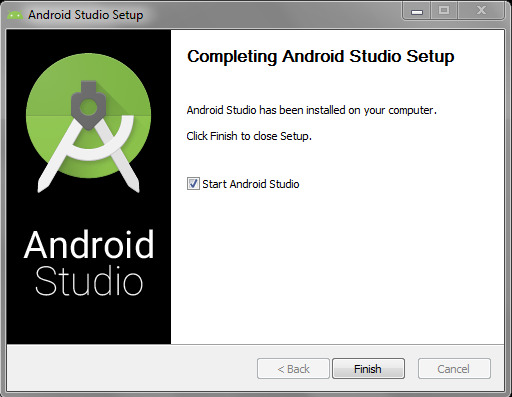 Android Studio Setup
Completing Android Studio Setup
Android Studio has been installed on your computer.
Click Finish to close Setup.
Start Android Studio
Android
Studio
< Back
Finish
Cancel